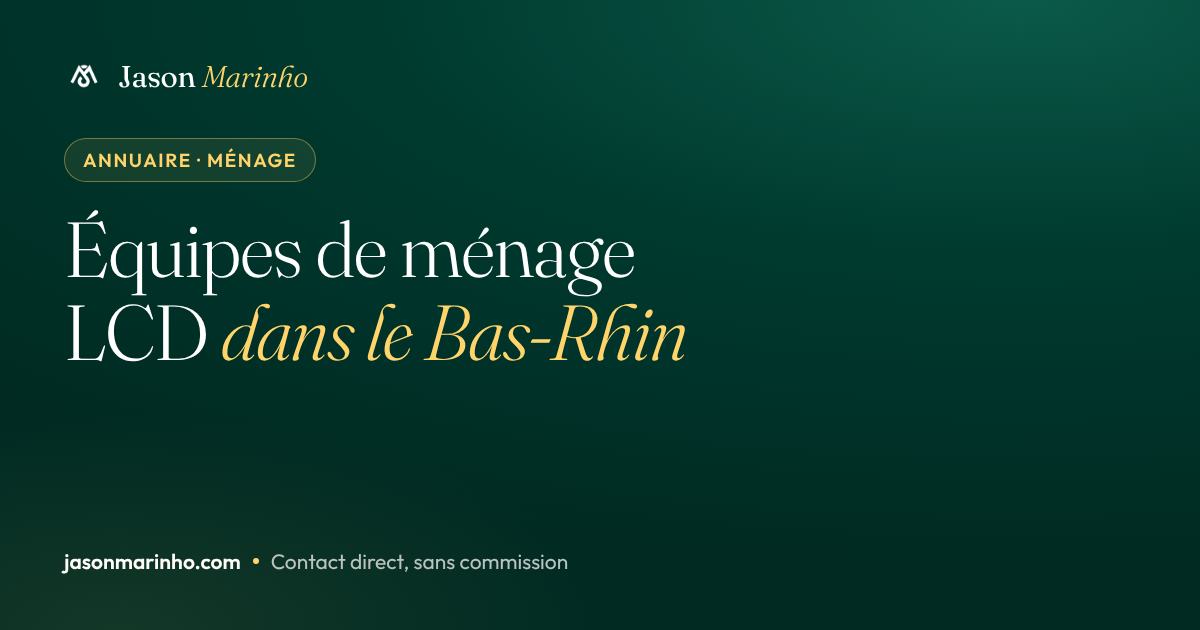 Jason Marinho
ANNUAIRE · MÉNAGE
Équipes de ménage
LCD dans le Bas-Rhin
jasonmarinho.com • Contact direct, sans commission